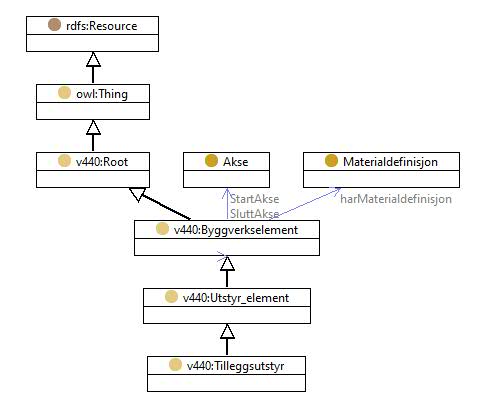 rdfs:Resource
owl:Thing
v440:Root
Akse
Materialdefinisjon
StartAkse
SluttAkse
harMaterialdefinisjon
v440:Byggverkselement
v440:Utstyr_element
v440:Tilleggsutstyr